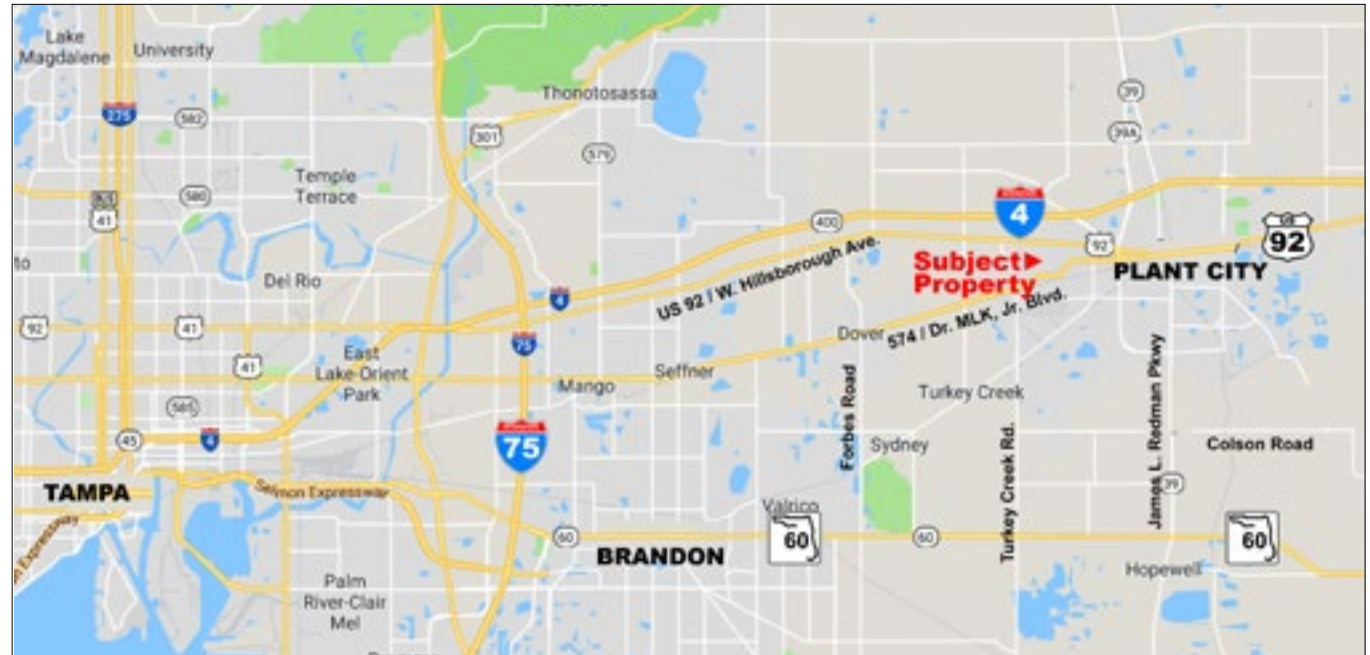 Lake
Magdalene
University
275
582
301
Thonotosassa
579
39
39A
Temple
Terrace
580
BUS
41
400
4
US
92
92
Subject
Property
PLANT CITY
US 92 / W. Hillsborough Ave.
574 / Dr. MLK, Jr. Blvd.
Del Rio
to
92
41
41
4
75
East
Lake-Orient
Park
Mango
Seffner
Dover
Turkey Creek
Forbes Road
Turkey Creek Rd.
James L. Redman Pkwy
Colson Road
585
45
4
75
Sydney
39
TAMPA
Selmon Expressway
Expressway
Valrico
60
BRANDON
60
60
60
Hopewell
Palm
River-Clair
Mel